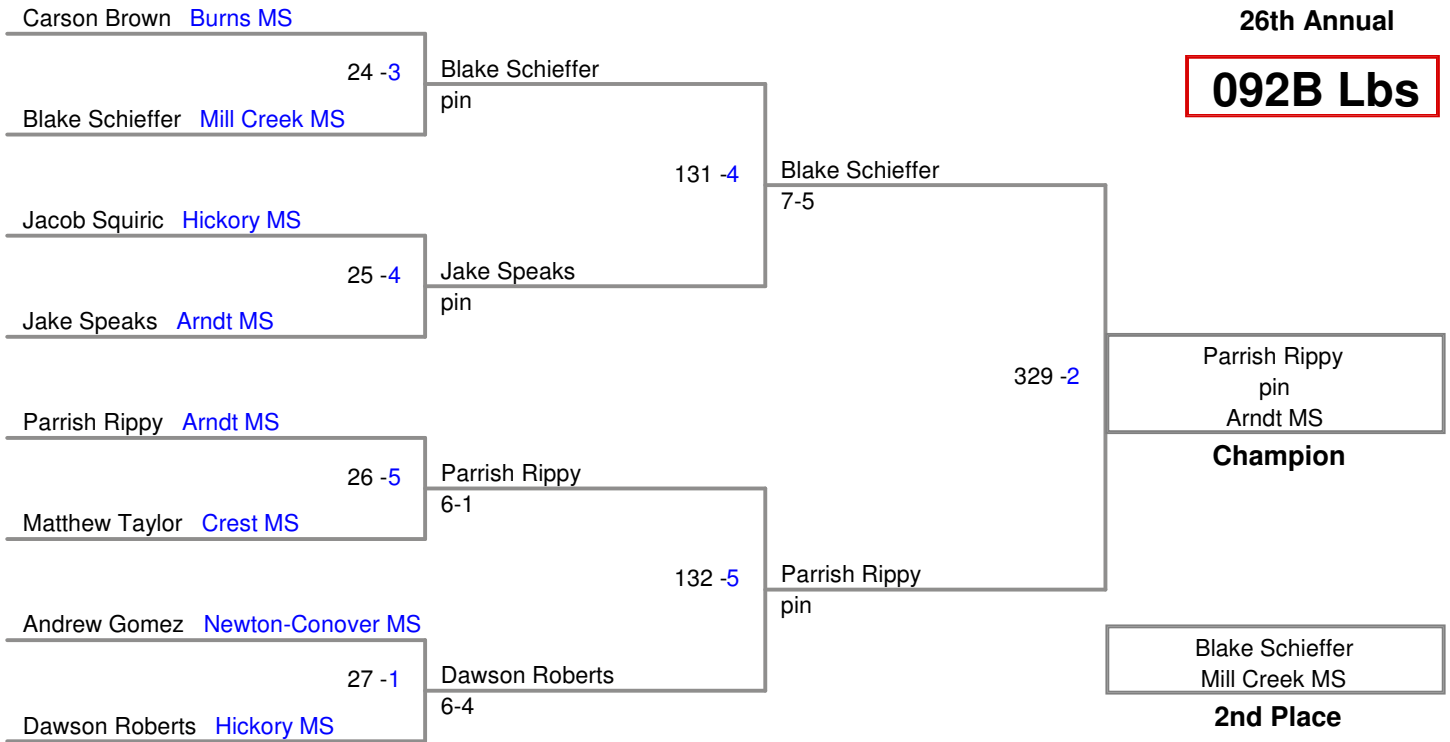 Carson Brown Burns MS
26th Annual
24 -3
Blake Schieffer
pin
092B Lbs
Blake Schieffer Mill Creek MS
131 -4
Blake Schieffer
7-5
Jacob Squiric Hickory MS
25 -4
Jake Speaks
pin
Jake Speaks Arndt MS
329 -2
Parrish Rippy
pin
Arndt MS
Champion
Parrish Rippy Arndt MS
26 -5
Parrish Rippy
6-1
Matthew Taylor Crest MS
132 -5
Parrish Rippy
pin
Andrew Gomez Newton-Conover MS
27 -1
Dawson Roberts
6-4
Dawson Roberts Hickory MS
Blake Schieffer
Mill Creek MS
2nd Place